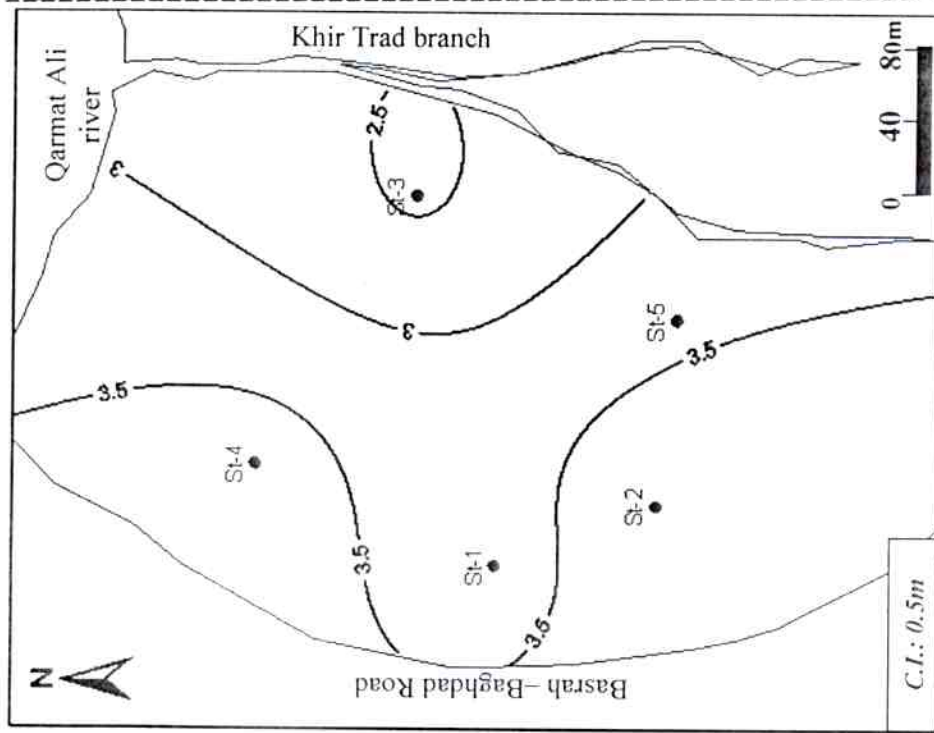 Khir Trad branch
Qarmat Ali
river
N
Basrah –Baghdad Road
3
2.5
St-3
3
3.5
St-4
3.5
St-1
3.5
St-2
St-5
3.5
0 40 80m
C.I.: 0.5m